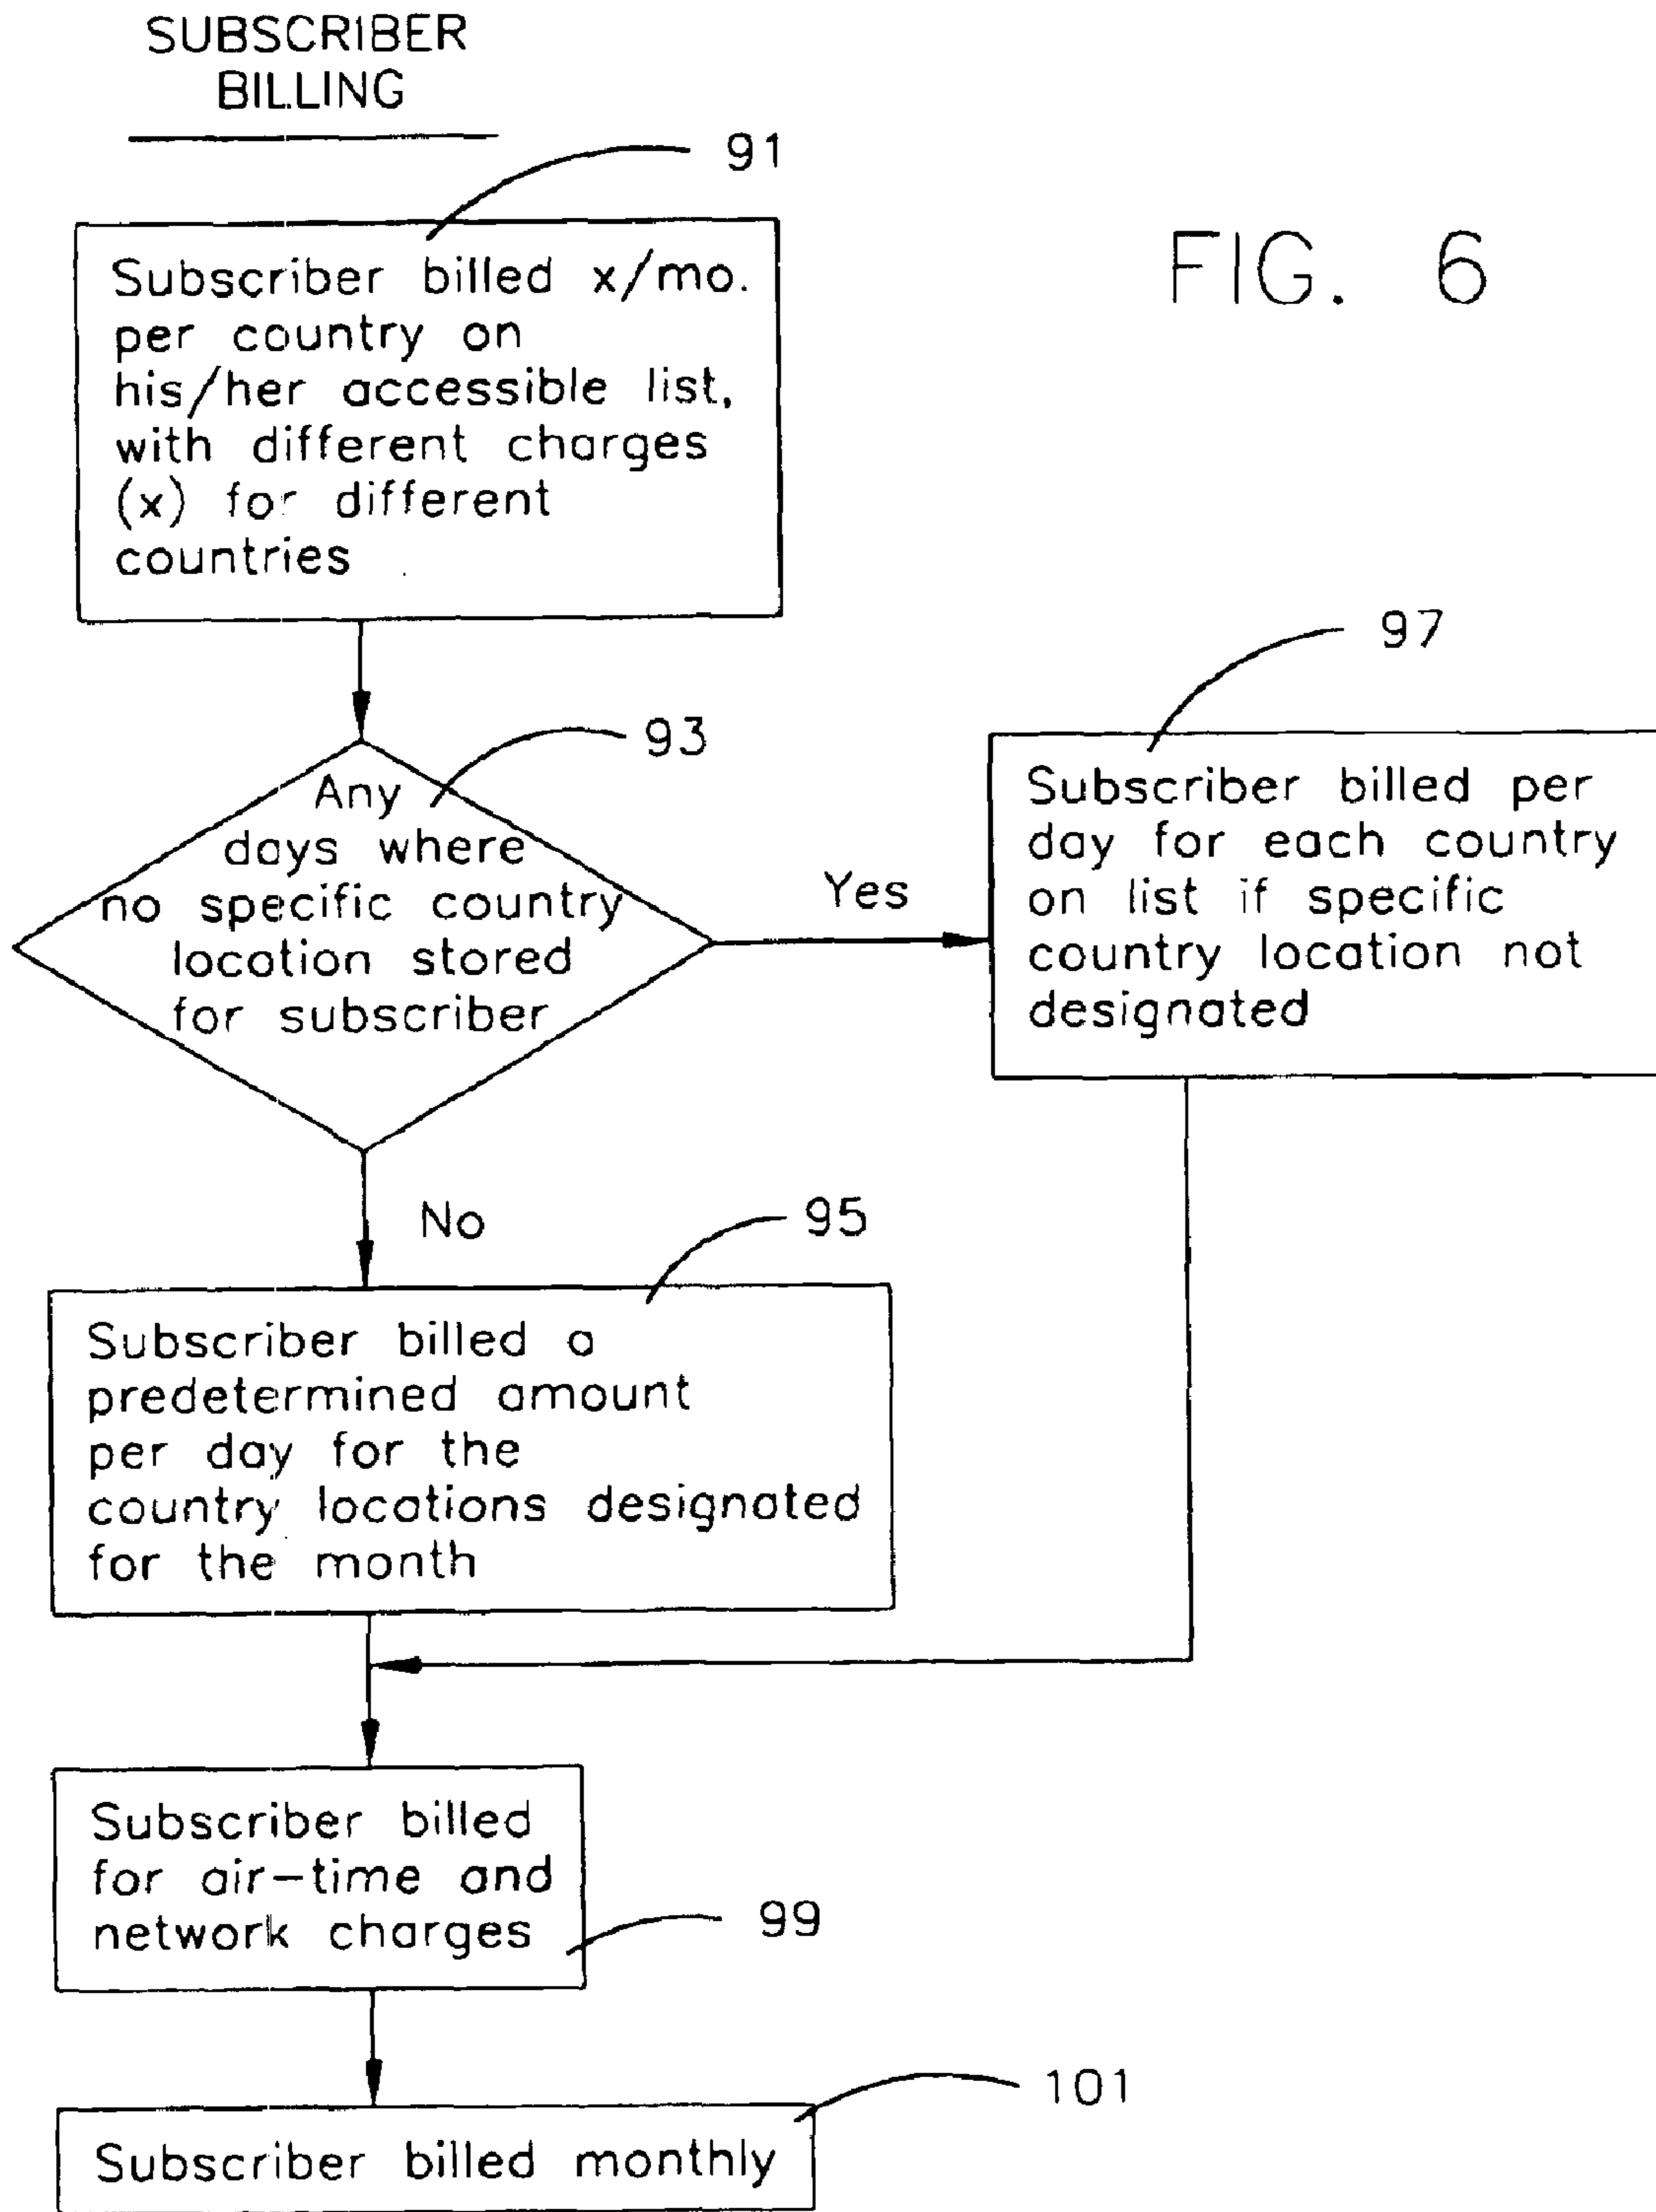 SUBSCRIBER
BILLING
91
FIG. 6
Subscriber billed x/mo.
per country on
his/her accessible list,
with different charges
(x) for different
countries
97
93
Any
days where
no specific country
location stored
for subscriber
Yes
Subscriber billed per
day for each country
on list if specific
country location not
designated
No
95
Subscriber billed a
predetermined amount
per day for the
country locations designated
for the month
Subscriber billed
for air-time and
network charges
99
101
Subscriber billed monthly